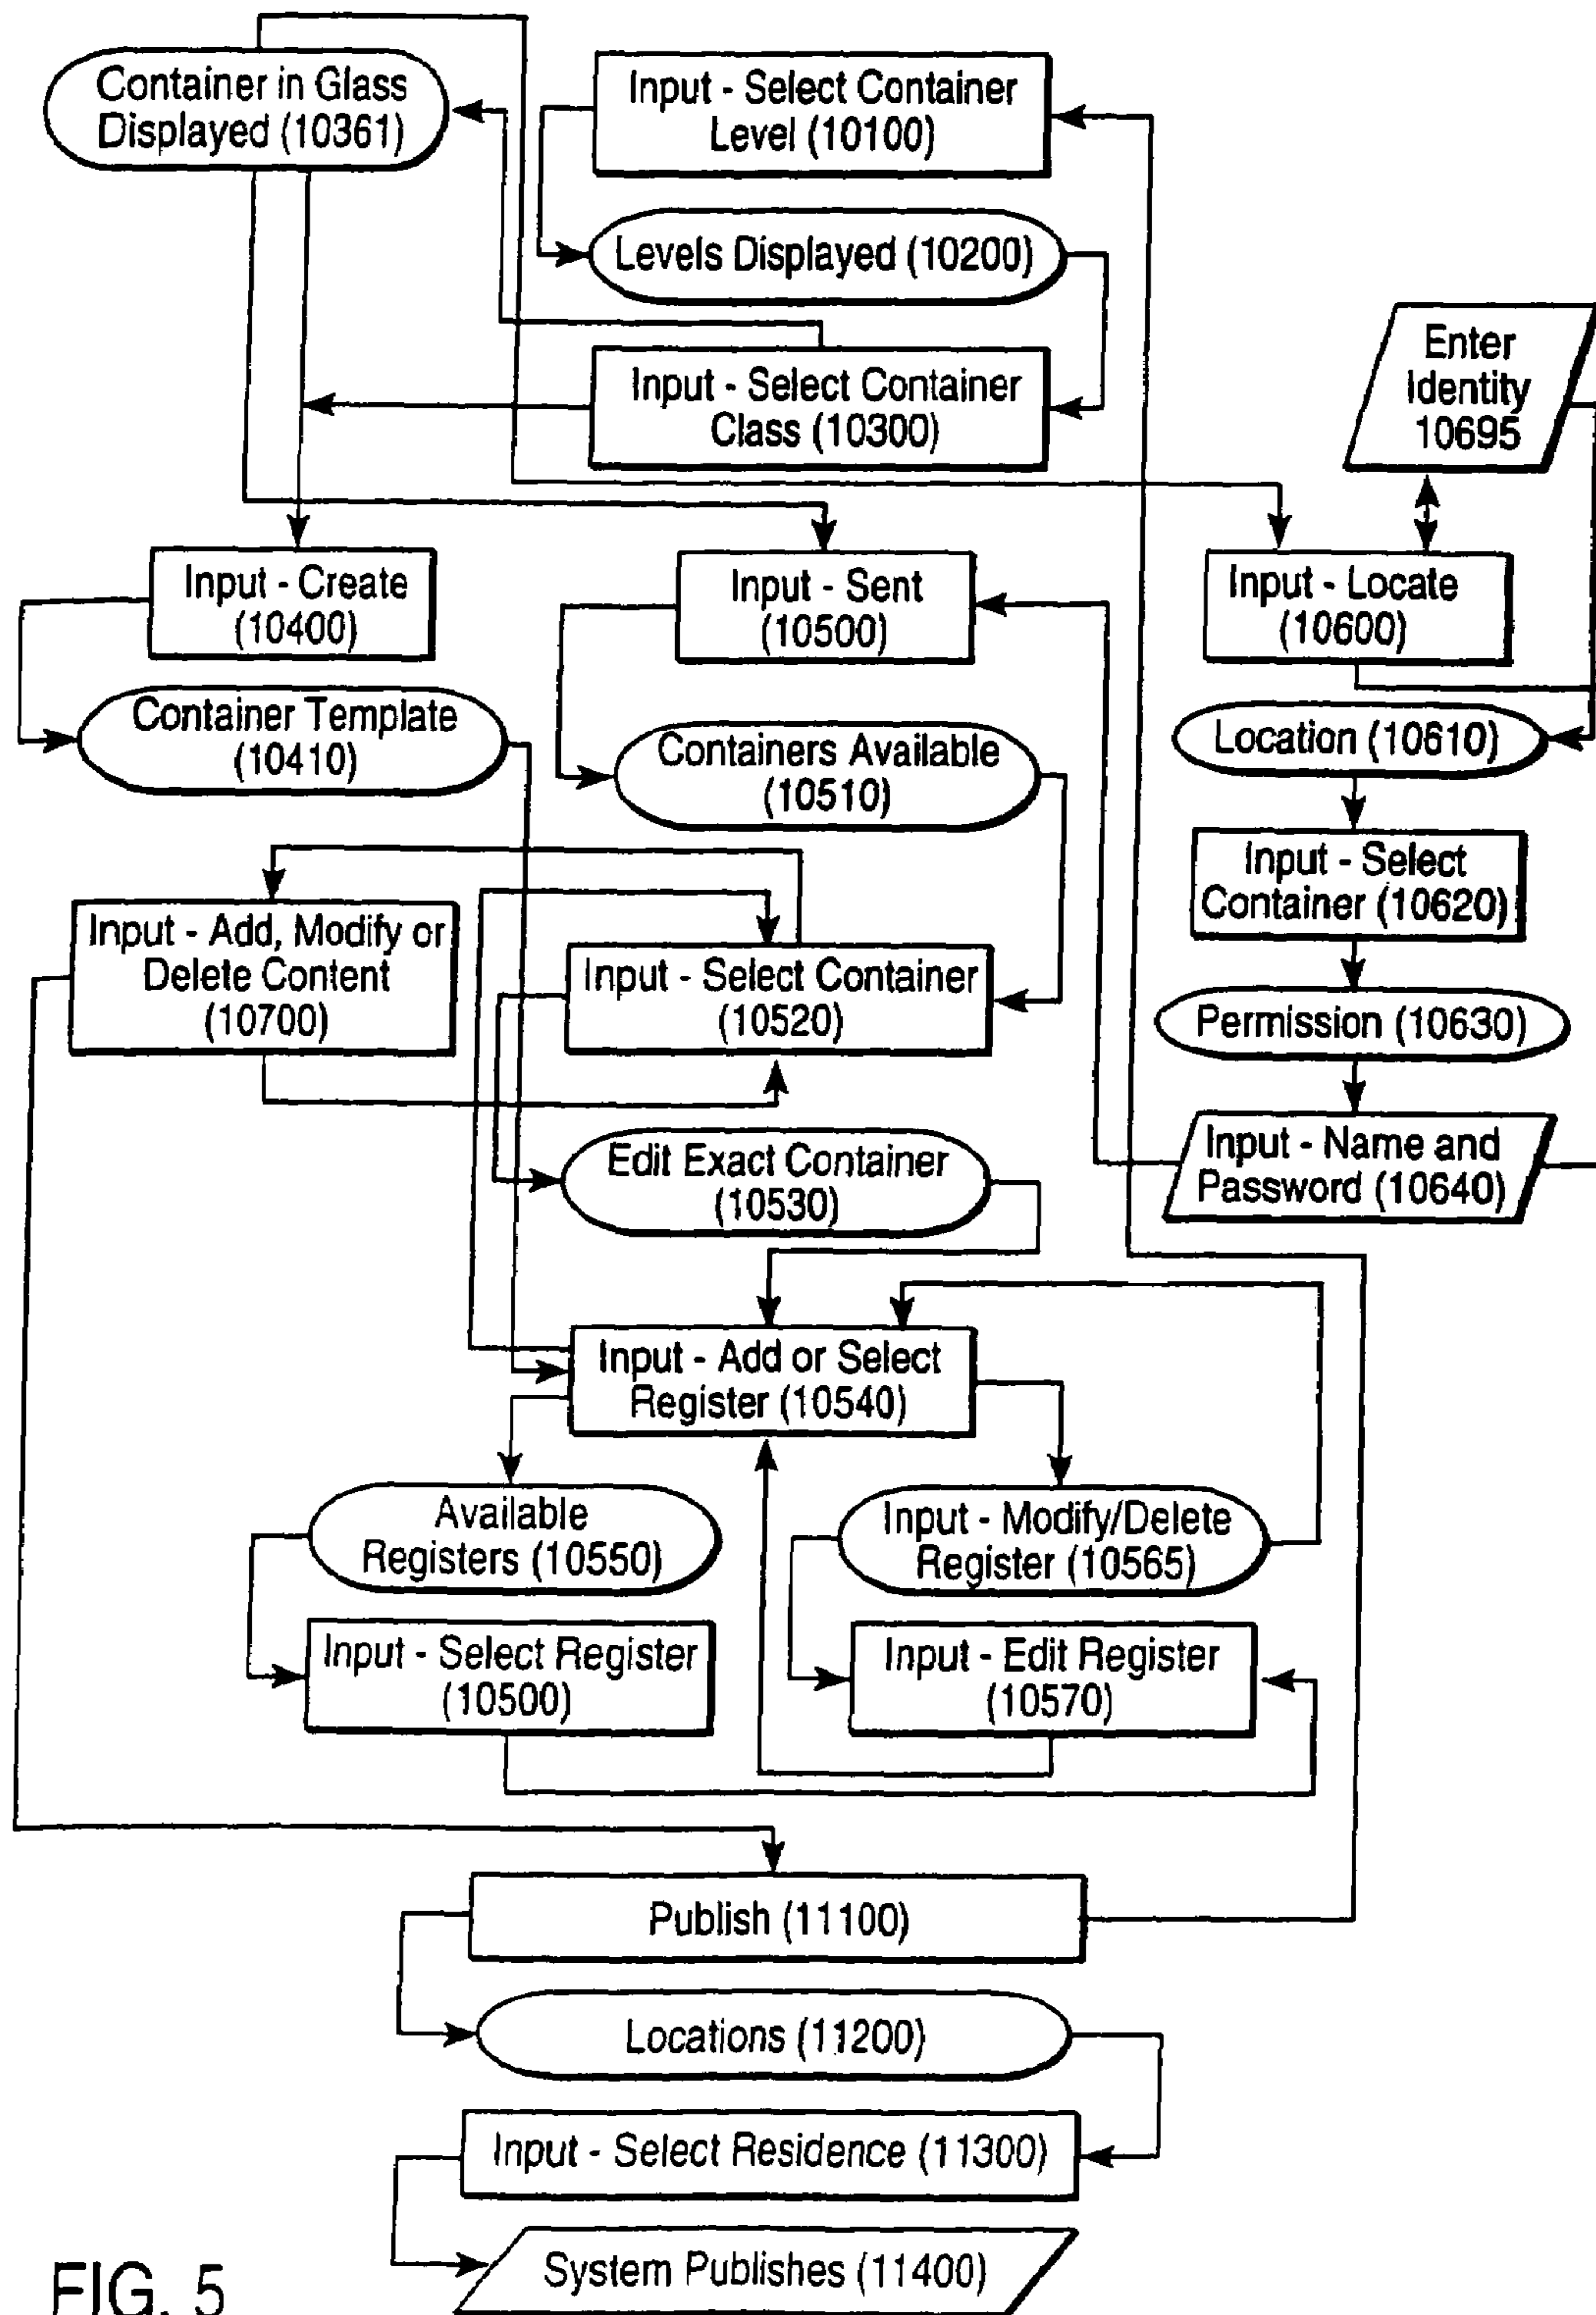 Container in Glass
Displayed (10361)
Input - Select Container
Level (10100)
Levels Displayed (10200)
Input - Select Container
Class (10300)
Enter
Identity
10695
Input - Create
(10400)
Input - Sent
(10500)
Input - Locate
(10600)
Container Template
(10410)
Containers Available
(10510)
Location (10610)
Input - Select
Container (10620)
Input - Add, Modify or
Delete Content
(10700)
Input - Select Container
(10520)
Permission (10630)
Edit Exact Container
(10530)
Input - Name and
Password (10640)
Input - Add or Select
Register (10540)
Available
Registers (10550)
Input - Modify/Delete
Register (10565)
Input - Select Register
(10500)
Input - Edit Register
(10570)
Publish (11100)
Locations (11200)
Input - Select Residence (11300)
System Publishes (11400)
FIG. 5